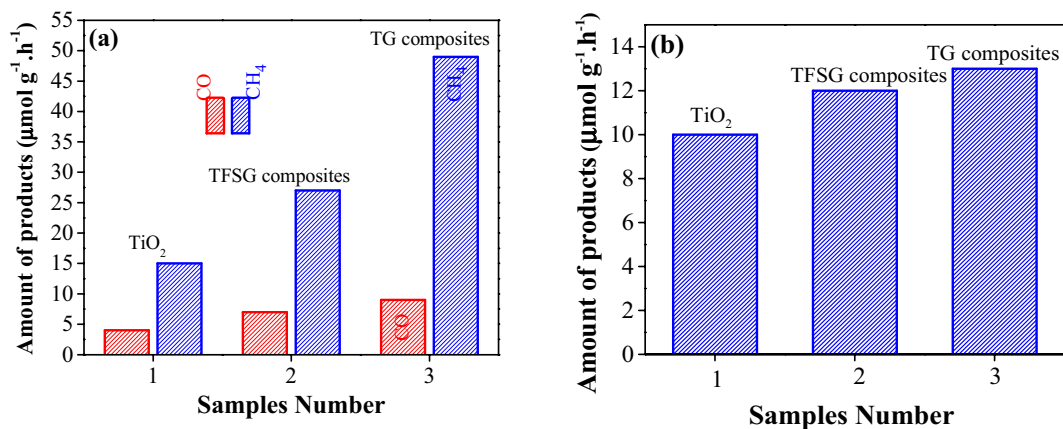 (a)
Amount of products (μmol g⁻¹.h⁻¹)
55
50
45
40
35
30
25
20
15
10
5
0
CO
CH₄
TiO₂
TFSG composites
TG composites
CH₄
CO
1
2
3
Samples Number
(b)
Amount of products (μmol g⁻¹.h⁻¹)
14
12
10
8
6
4
2
0
TiO₂
TFSG composites
TG composites
1
2
3
Samples Number